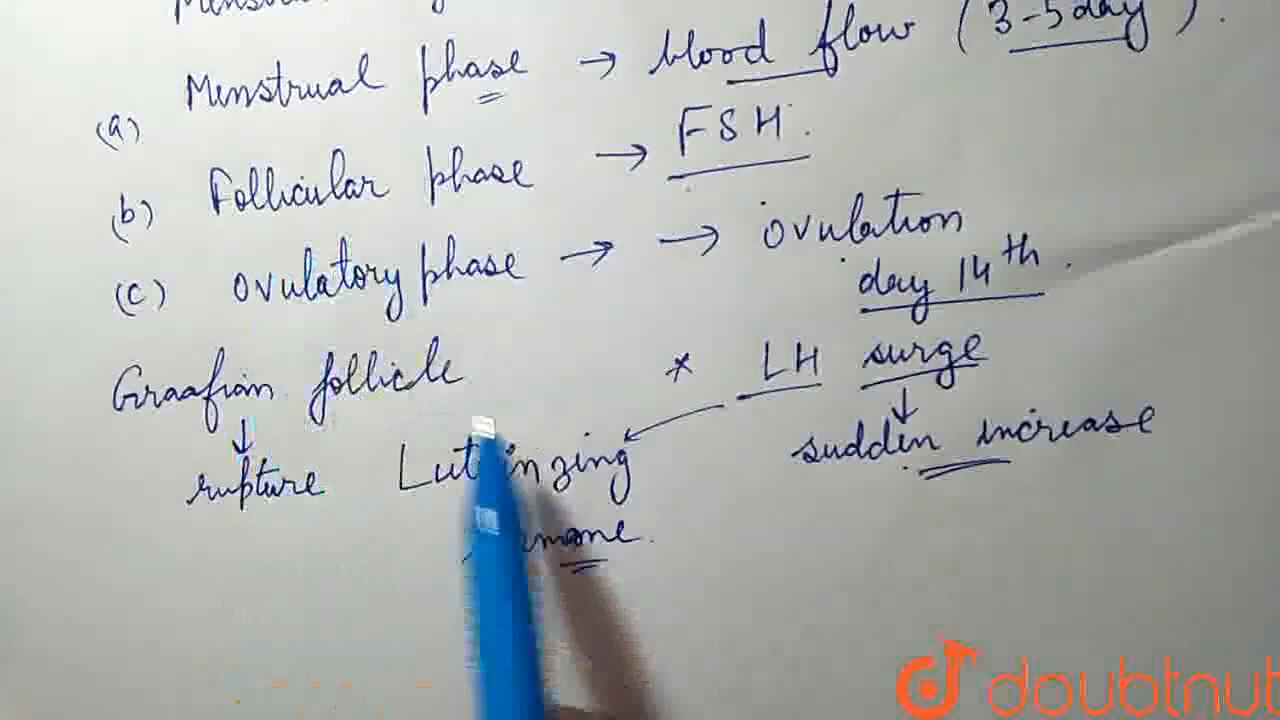 (a) Menstrual phase → blood flow (3-5 day).
(b) Follicular phase → FSH.
(c) Ovulatory phase → → ovulation
day 14th.
Graafian follicle * LH surge
↓ ↓
rupture sudden increase
doubtnut